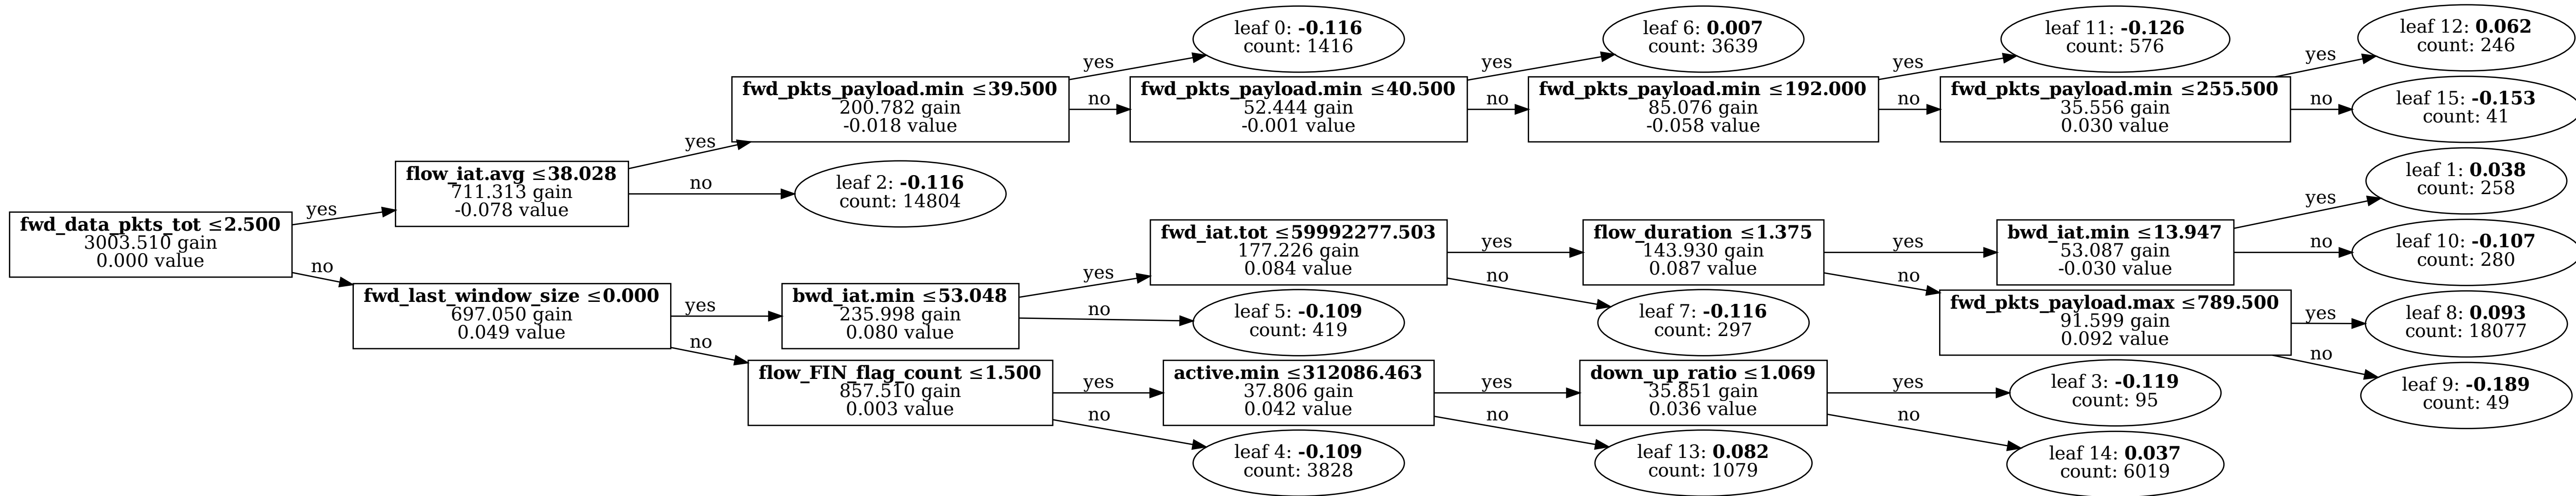 fwd_data_pkts_tot ≤2.500
3003.510 gain
0.000 value
yes
no
flow_iat.avg ≤38.028
711.313 gain
-0.078 value
yes
no
fwd_last_window_size ≤0.000
697.050 gain
0.049 value
yes
no
fwd_pkts_payload.min ≤39.500
200.782 gain
-0.018 value
yes
no
leaf 2: -0.116
count: 14804
bwd_iat.min ≤53.048
235.998 gain
0.080 value
yes
no
flow_FIN_flag_count ≤1.500
857.510 gain
0.003 value
yes
no
leaf 0: -0.116
count: 1416
fwd_pkts_payload.min ≤40.500
52.444 gain
-0.001 value
yes
no
fwd_iat.tot ≤59992277.503
177.226 gain
0.084 value
yes
no
leaf 5: -0.109
count: 419
active.min ≤312086.463
37.806 gain
0.042 value
yes
no
leaf 4: -0.109
count: 3828
leaf 6: 0.007
count: 3639
fwd_pkts_payload.min ≤192.000
85.076 gain
-0.058 value
yes
no
flow_duration ≤1.375
143.930 gain
0.087 value
yes
no
leaf 7: -0.116
count: 297
down_up_ratio ≤1.069
35.851 gain
0.036 value
yes
no
leaf 13: 0.082
count: 1079
leaf 11: -0.126
count: 576
fwd_pkts_payload.min ≤255.500
35.556 gain
0.030 value
yes
no
bwd_iat.min ≤13.947
53.087 gain
-0.030 value
yes
no
fwd_pkts_payload.max ≤789.500
91.599 gain
0.092 value
yes
no
leaf 3: -0.119
count: 95
leaf 14: 0.037
count: 6019
leaf 12: 0.062
count: 246
leaf 15: -0.153
count: 41
leaf 1: 0.038
count: 258
leaf 10: -0.107
count: 280
leaf 8: 0.093
count: 18077
leaf 9: -0.189
count: 49